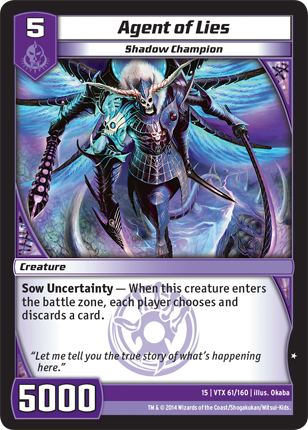 5
Agent of Lies
Shadow Champion
Creature
Sow Uncertainty — When this creature enters
the battle zone, each player chooses and
discards a card.
"Let me tell you the true story of what's happening
here."
5000
15 | VTX 61/160 | Illus. Okaba
TM & © 2014 Wizards of the Coast/Shogakukan/Mitsui-Kids.